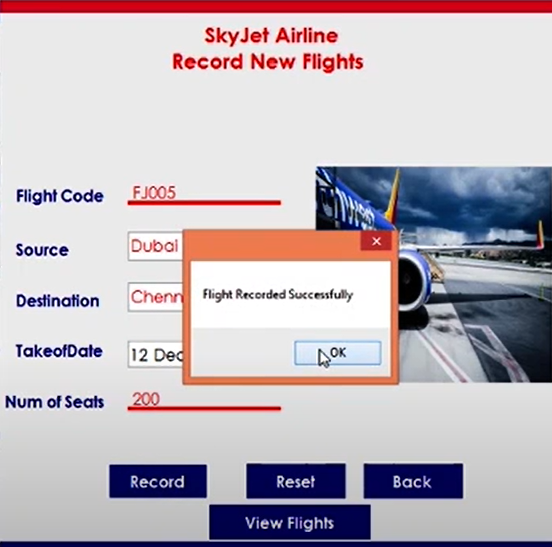 SkyJet Airline
Record New Flights
Flight Code FJ005
Source Dubai
Destination Chenn
TakeofDate 12 Dec
Num of Seats 200
Flight Recorded Successfully
OK
Record Reset Back
View Flights